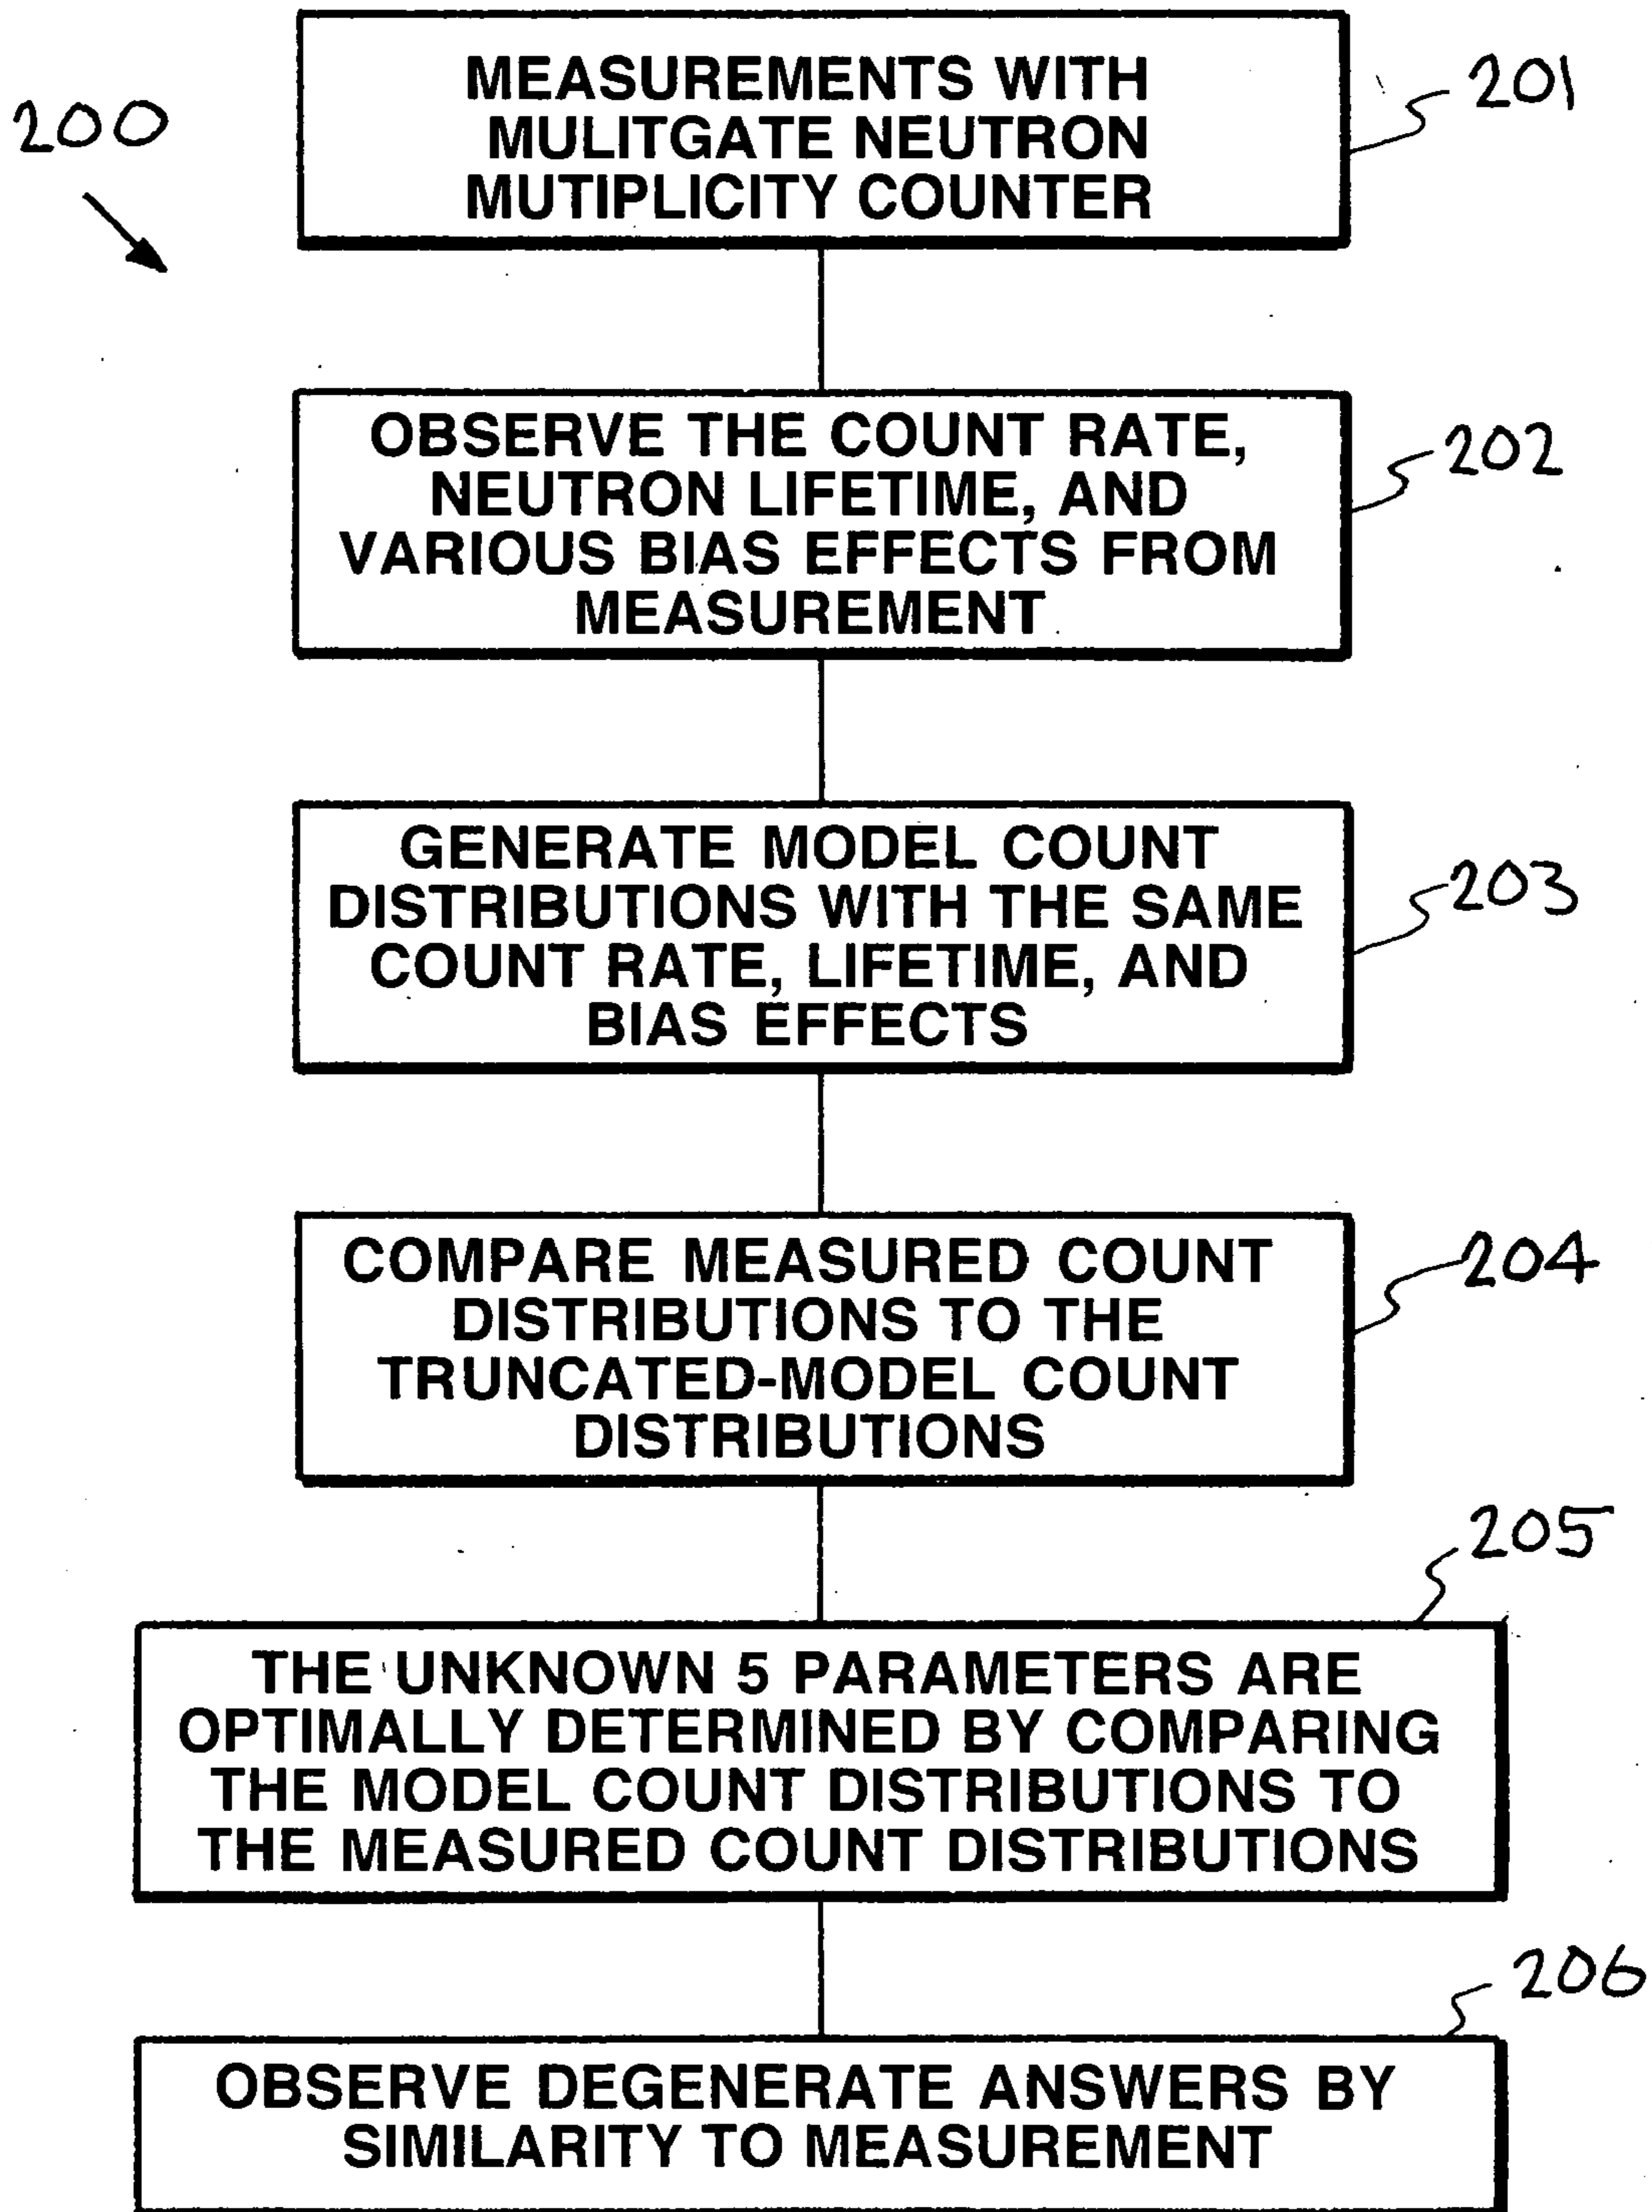 200
MEASUREMENTS WITH
MULITGATE NEUTRON
MUTIPLICITY COUNTER
201
OBSERVE THE COUNT RATE,
NEUTRON LIFETIME, AND
VARIOUS BIAS EFFECTS FROM
MEASUREMENT
202
GENERATE MODEL COUNT
DISTRIBUTIONS WITH THE SAME
COUNT RATE, LIFETIME, AND
BIAS EFFECTS
203
COMPARE MEASURED COUNT
DISTRIBUTIONS TO THE
TRUNCATED-MODEL COUNT
DISTRIBUTIONS
204
205
THE UNKNOWN 5 PARAMETERS ARE
OPTIMALLY DETERMINED BY COMPARING
THE MODEL COUNT DISTRIBUTIONS TO
THE MEASURED COUNT DISTRIBUTIONS
206
OBSERVE DEGENERATE ANSWERS BY
SIMILARITY TO MEASUREMENT